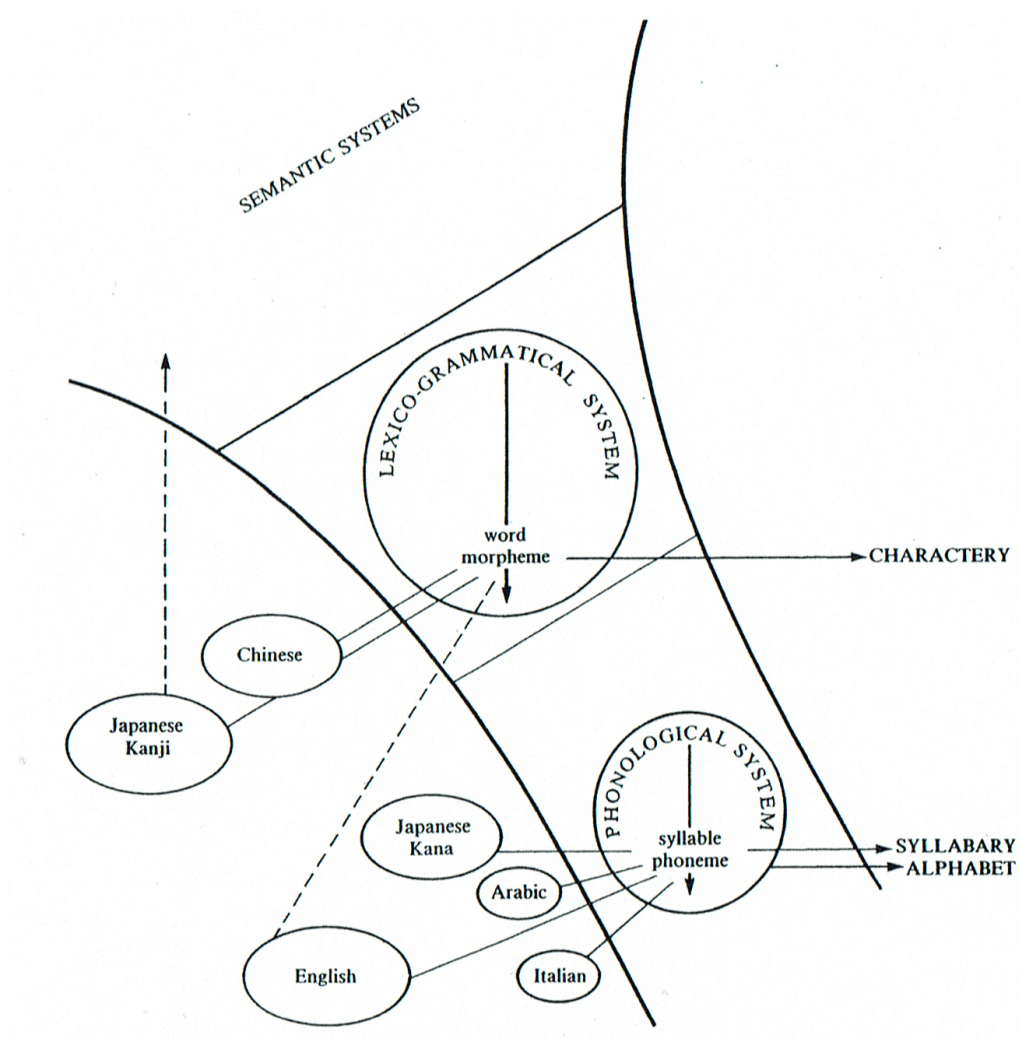 SEMANTIC SYSTEMS
LEXICO-GRAMMATICAL SYSTEM
word
morpheme
CHARACTERY
Chinese
Japanese
Kanji
PHONOLOGICAL SYSTEM
Japanese
Kana
syllable
phoneme
SYLLABARY
ALPHABET
Arabic
English
Italian